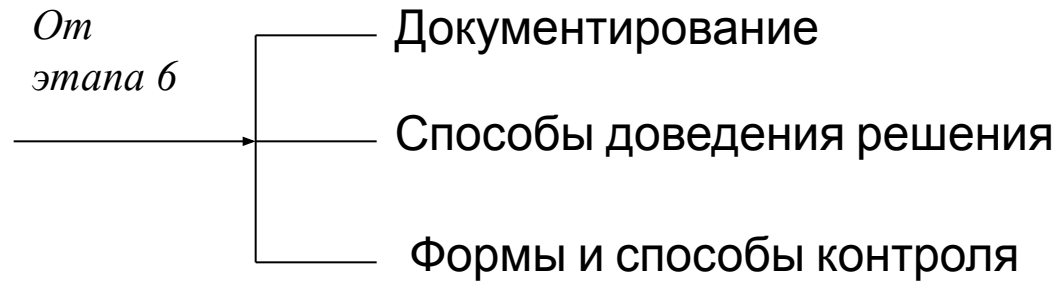 От
этапа 6
Документирование
Способы доведения решения
Формы и способы контроля